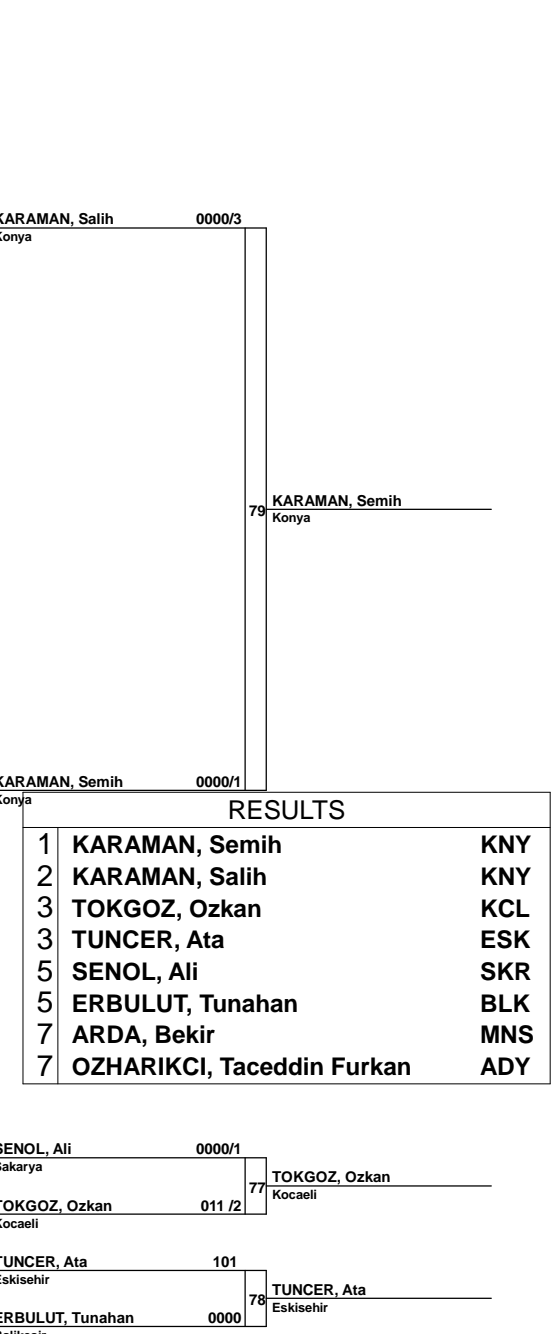 KARAMAN, Salih 0000/3
Konya
79
KARAMAN, Semih
Konya
KARAMAN, Semih 0000/1
Konya
RESULTS
1 KARAMAN, Semih KNY
2 KARAMAN, Salih KNY
3 TOKGOZ, Ozkan KCL
3 TUNCER, Ata ESK
5 SENOL, Ali SKR
5 ERBULUT, Tunahan BLK
7 ARDA, Bekir MNS
7 OZHARIKCI, Taceddin Furkan ADY
SENOL, Ali 0000/1
Sakarya
77
TOKGOZ, Ozkan
Kocaeli
TOKGOZ, Ozkan 011 /2
Kocaeli
TUNCER, Ata 101
Eskisehir
78
TUNCER, Ata
Eskisehir
ERBULUT, Tunahan 0000
Balikesir